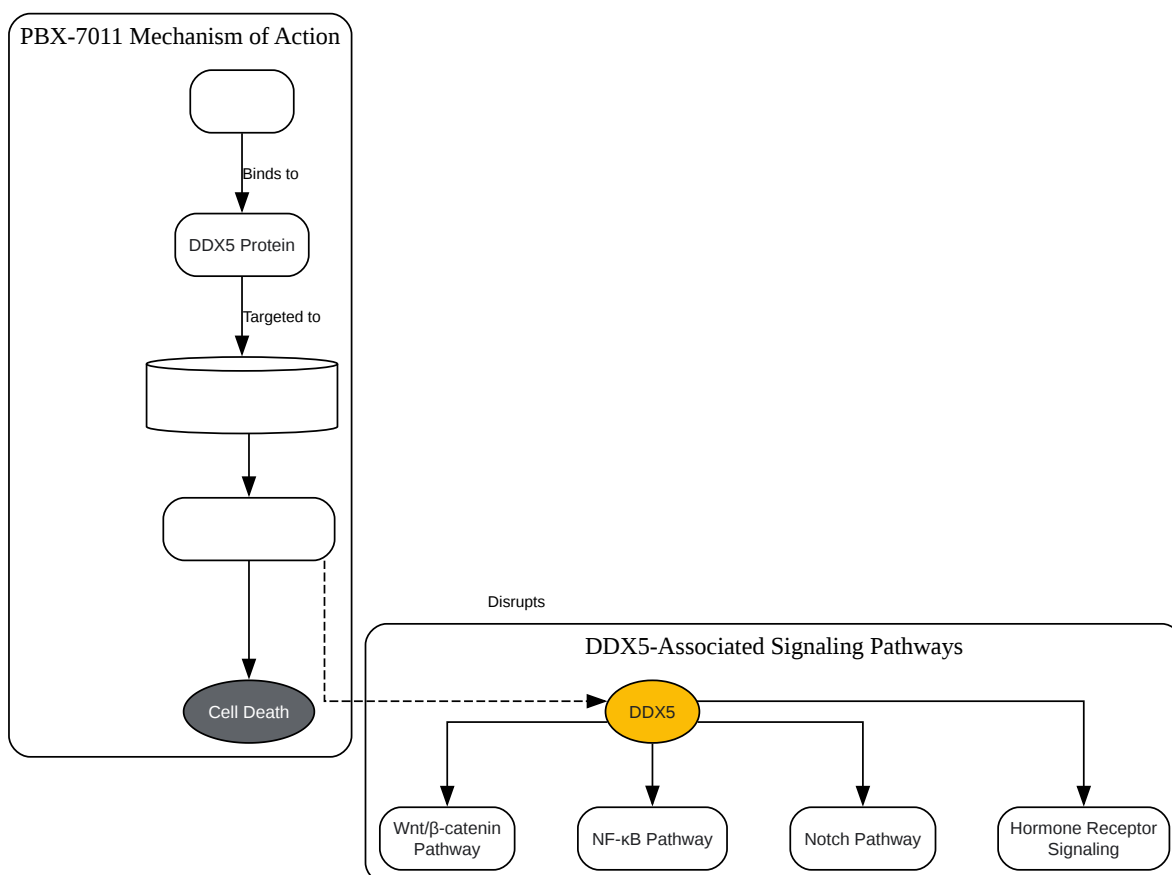 PBX-7011 Mechanism of Action
Binds to
DDX5 Protein
Targeted to
Disrupts
DDX5-Associated Signaling Pathways
Cell Death
DDX5
Wnt/β-catenin
Pathway
NF-κB Pathway
Notch Pathway
Hormone Receptor
Signaling